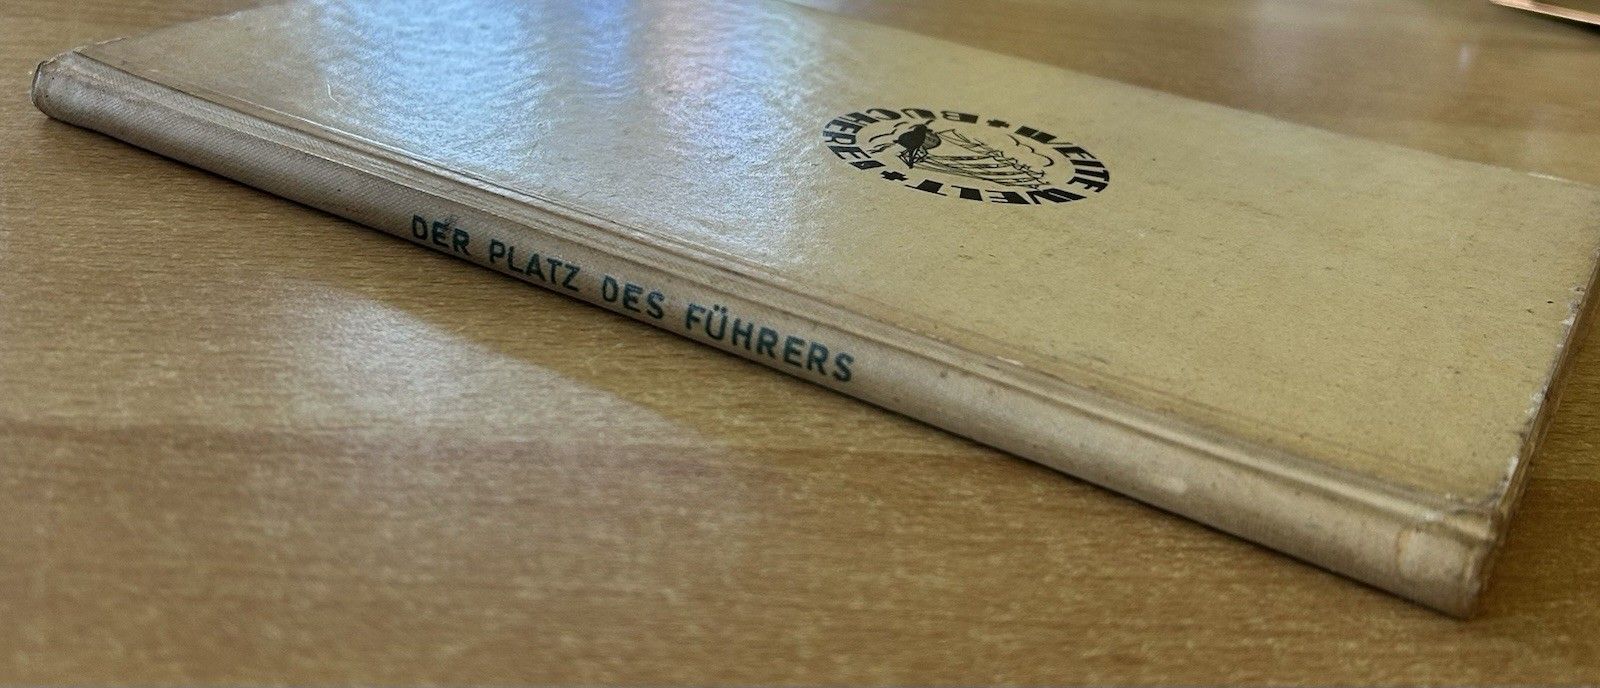 DER PLATZ DES FÜHRERS
WEITE WELT + BÜCHEREI +